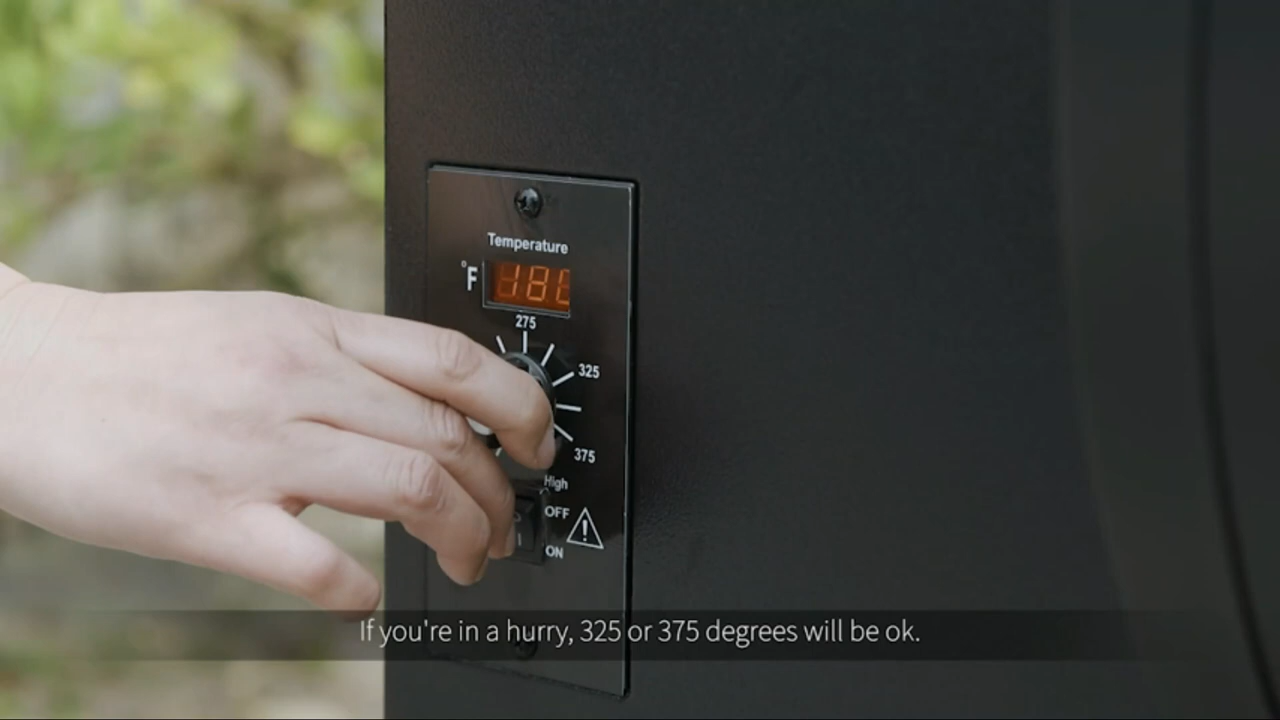 Temperature
°F
275
325
375
High
OFF
ON
If you're in a hurry, 325 or 375 degrees will be ok.